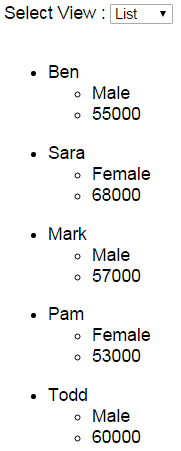 Select View : List
Ben
Male
55000
Sara
Female
68000
Mark
Male
57000
Pam
Female
53000
Todd
Male
60000